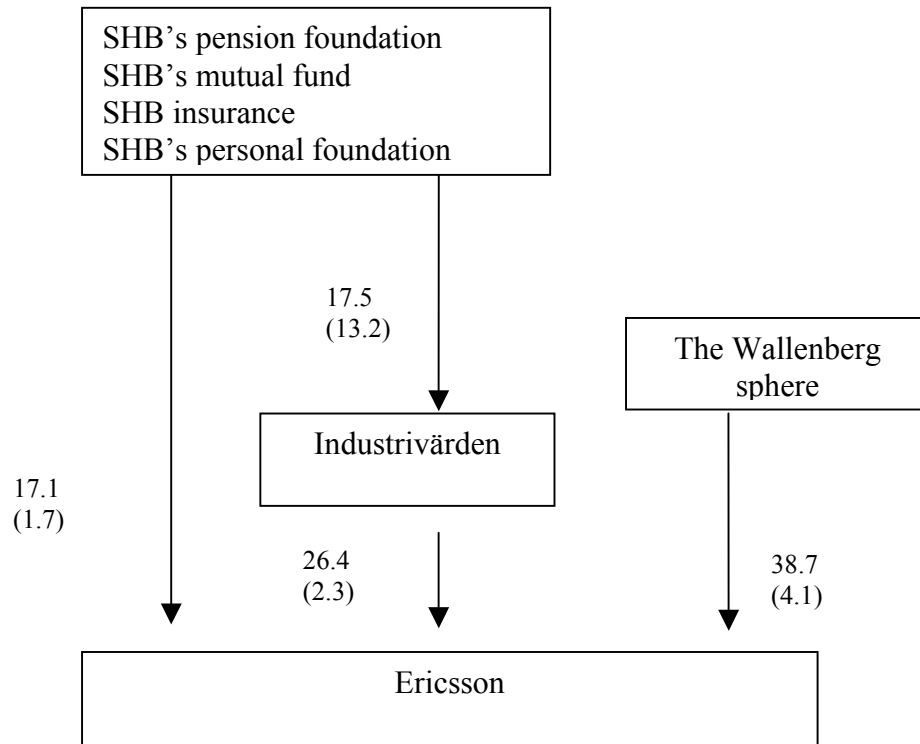 SHB’s pension foundation
SHB’s mutual fund
SHB insurance
SHB’s personal foundation
17.5
(13.2)
The Wallenberg
sphere
Industrivärden
17.1
(1.7)
26.4
(2.3)
38.7
(4.1)
Ericsson